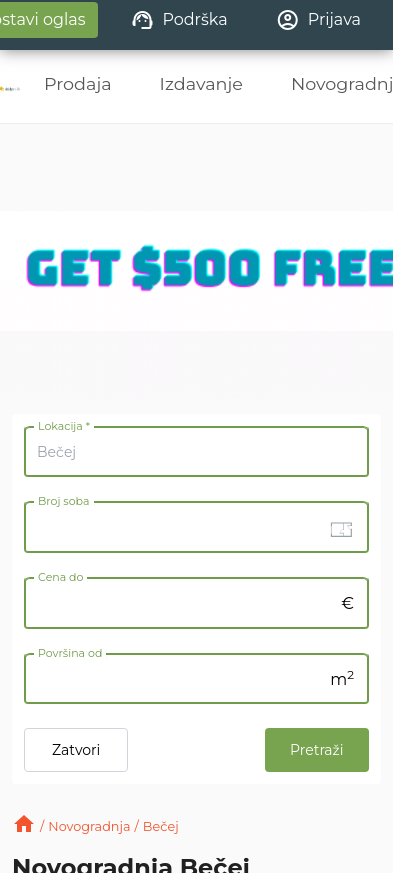 ostavi oglas
Podrška
Prijava
Prodaja
Izdavanje
Novogradnj
GET $500 FREE
Lokacija *
Bečej
Broj soba
Cena do
€
Površina od
m²
Zatvori
Pretraži
/ Novogradnja / Bečej
Novogradnja Bečej